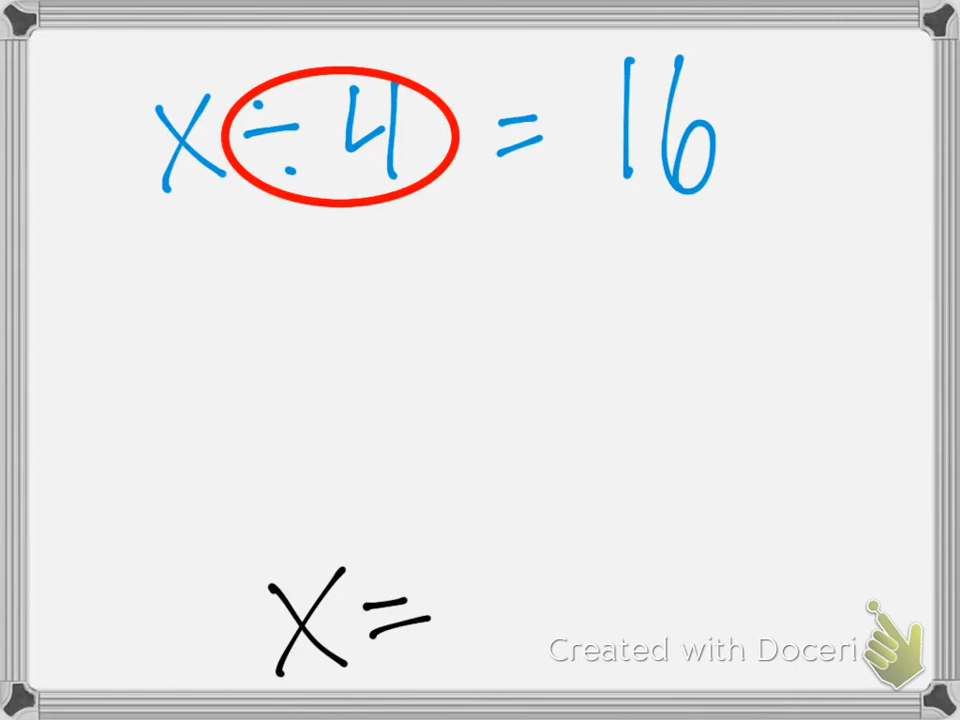 x ÷ 4 = 16
x =
Created with Doceri